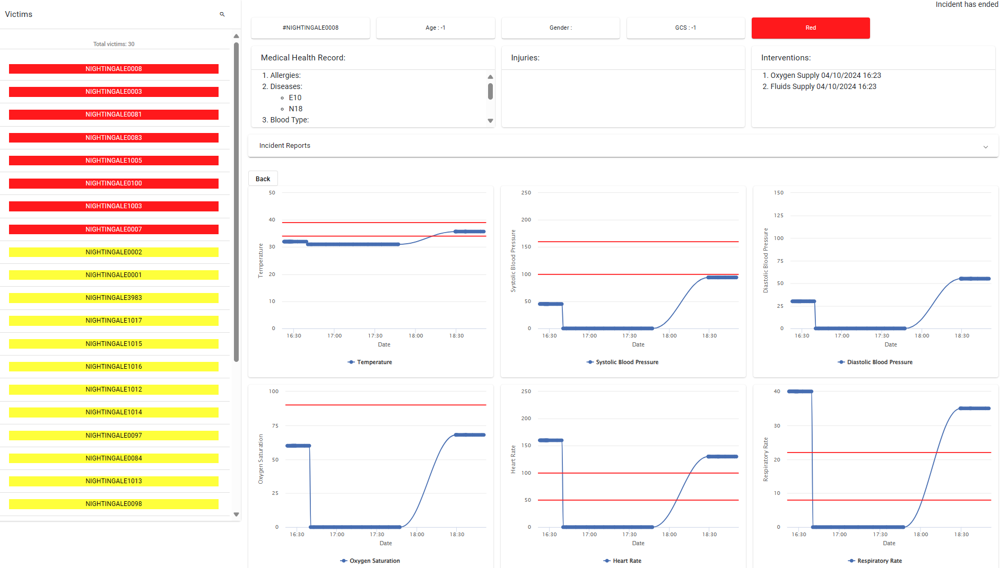 Incident has ended
Victims
Total victims: 30
NIGHTINGALE0008
NIGHTINGALE0003
NIGHTINGALE0081
NIGHTINGALE0083
NIGHTINGALE1005
NIGHTINGALE0100
NIGHTINGALE1003
NIGHTINGALE0007
NIGHTINGALE0002
NIGHTINGALE0001
NIGHTINGALE3983
NIGHTINGALE1017
NIGHTINGALE1015
NIGHTINGALE1016
NIGHTINGALE1012
NIGHTINGALE1014
NIGHTINGALE0097
NIGHTINGALE0084
NIGHTINGALE1013
NIGHTINGALE0098
#NIGHTINGALE0008
Age : -1
Gender :
GCS : -1
Red
Medical Health Record:
1. Allergies:
2. Diseases:
E10
N18
3. Blood Type:
Injuries:
Interventions:
1. Oxygen Supply 04/10/2024 16:23
2. Fluids Supply 04/10/2024 16:23
Incident Reports
Back
50
40
30
20
10
0
Temperature
16:30 17:00 17:30 18:00 18:30
Date
Temperature
250
200
150
100
50
0
Systolic Blood Pressure
16:30 17:00 17:30 18:00 18:30
Date
Systolic Blood Pressure
150
125
100
75
50
25
0
Diastolic Blood Pressure
16:30 17:00 17:30 18:00 18:30
Date
Diastolic Blood Pressure
100
75
50
25
0
Oxygen Saturation
16:30 17:00 17:30 18:00 18:30
Date
Oxygen Saturation
250
200
150
100
50
0
Heart Rate
16:30 17:00 17:30 18:00 18:30
Date
Heart Rate
40
30
20
10
0
Respiratory Rate
16:30 17:00 17:30 18:00 18:30
Date
Respiratory Rate